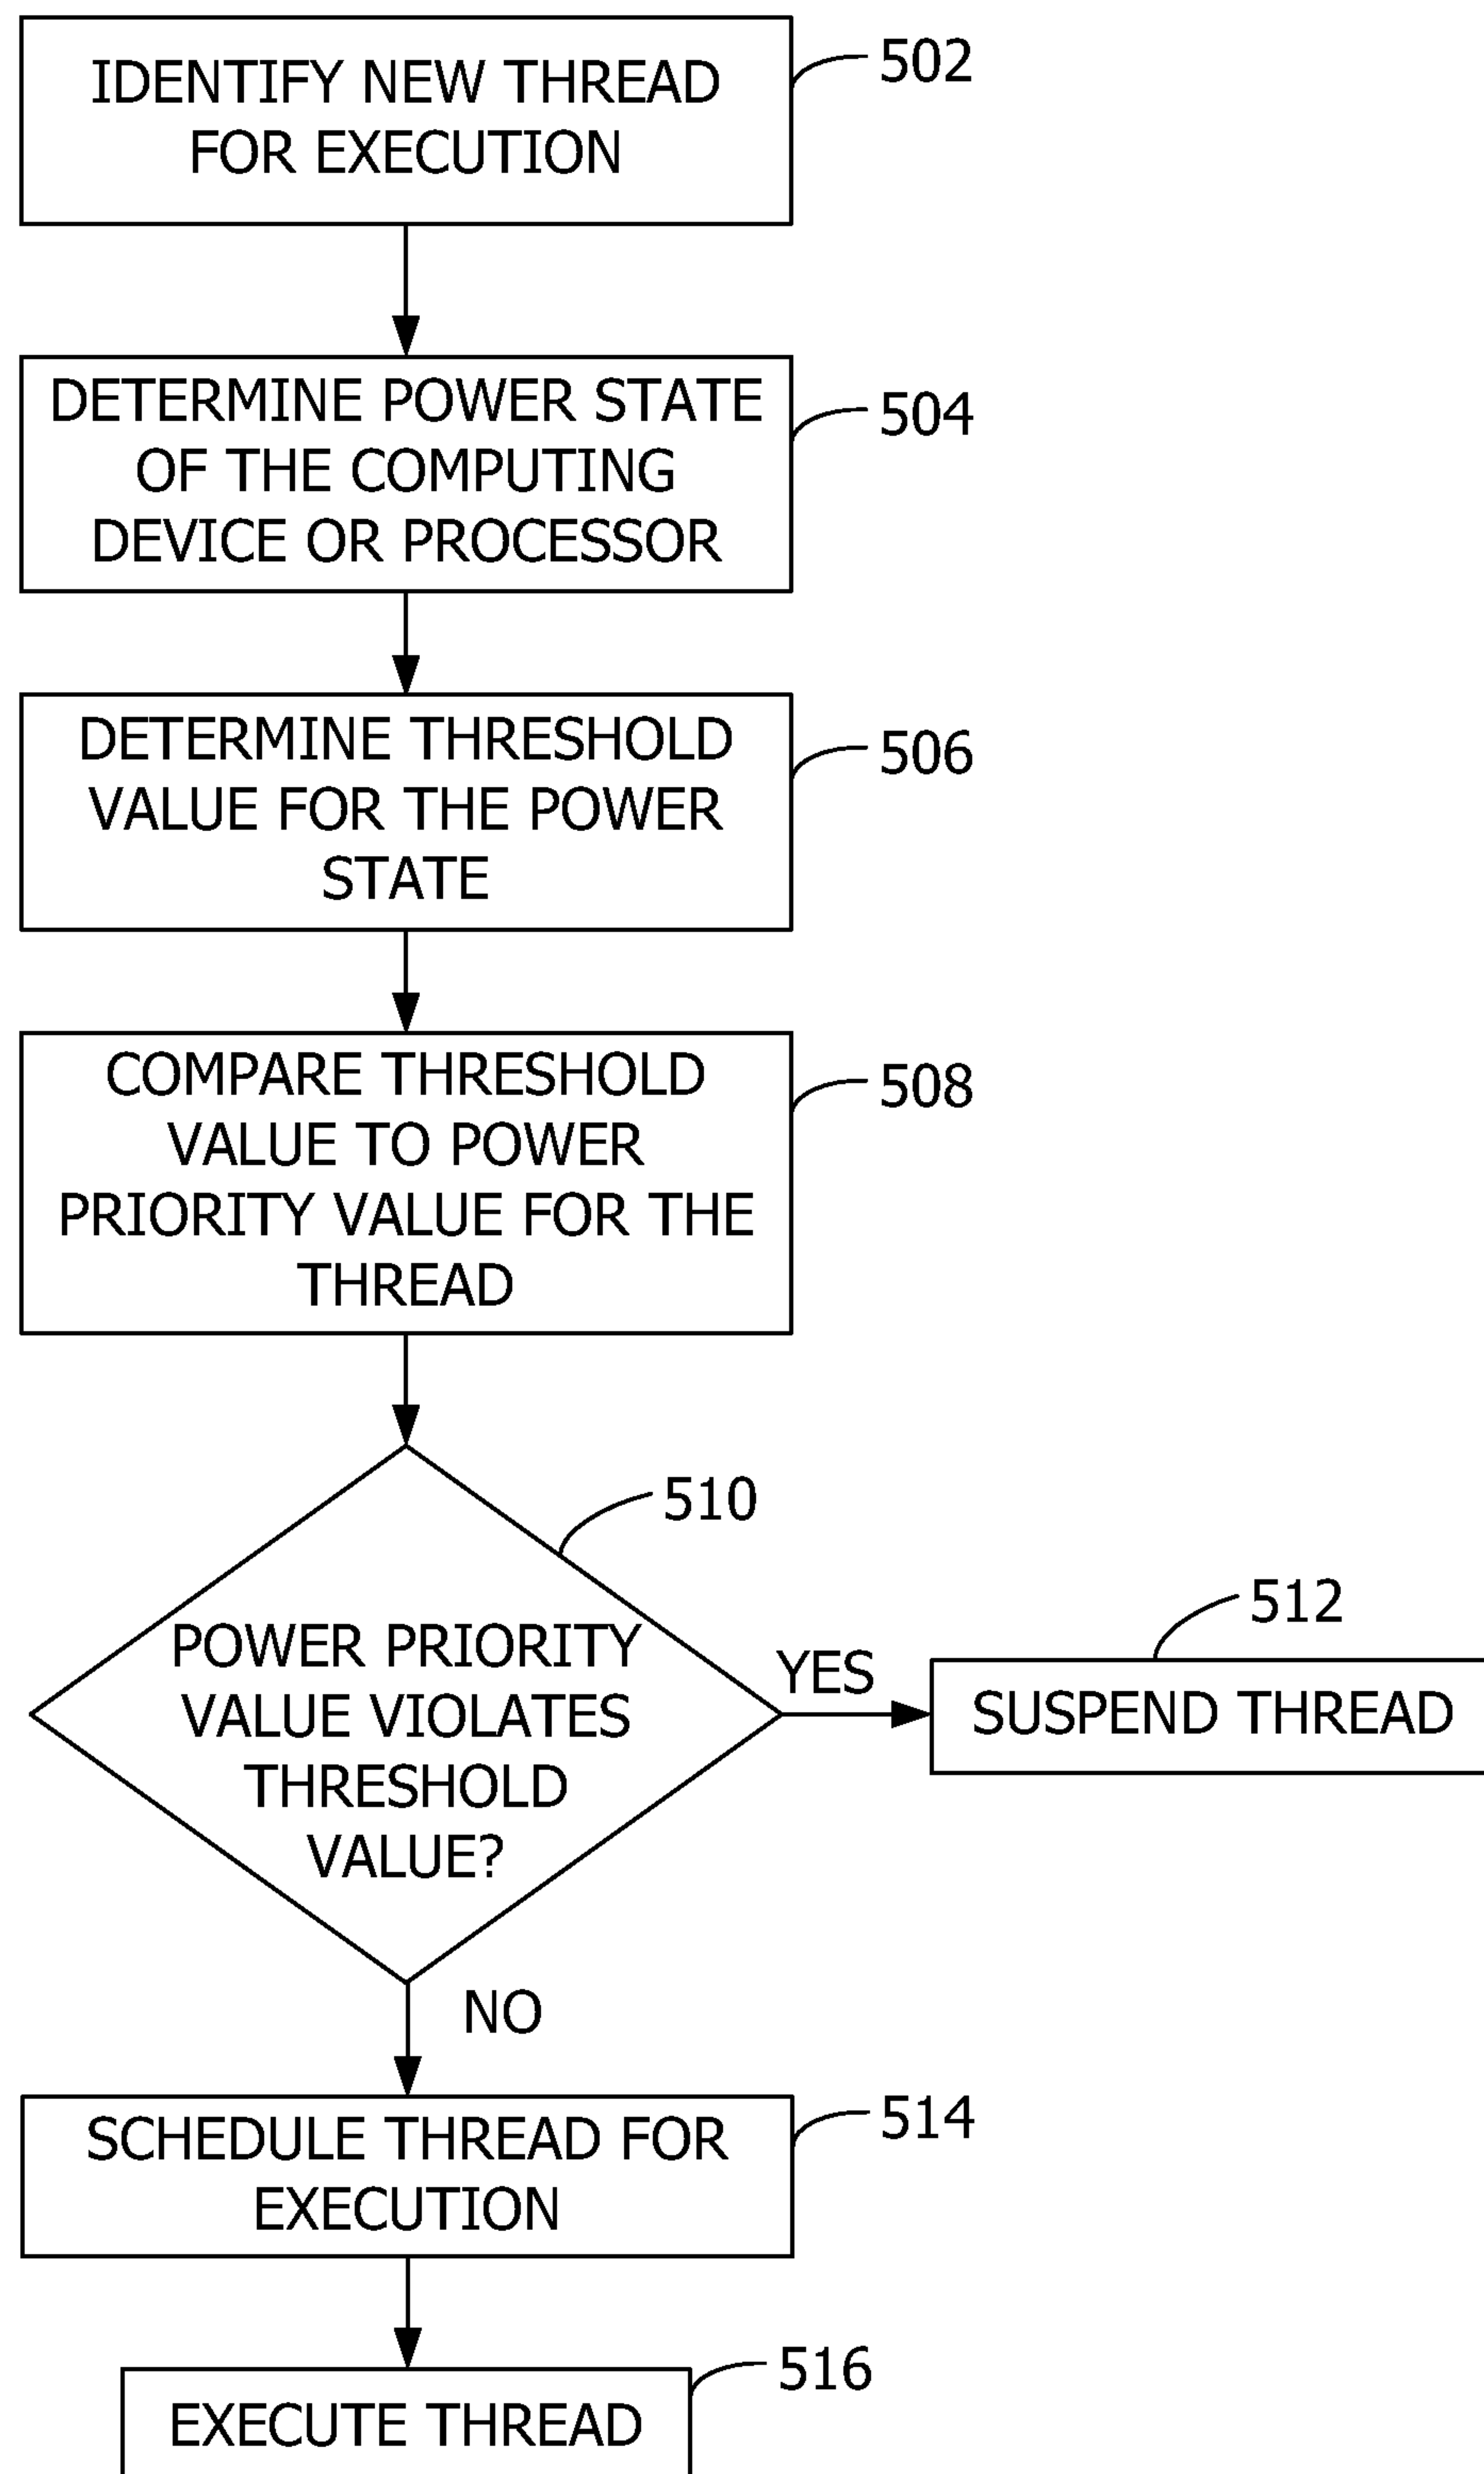 IDENTIFY NEW THREAD
FOR EXECUTION
502
DETERMINE POWER STATE
OF THE COMPUTING
DEVICE OR PROCESSOR
504
DETERMINE THRESHOLD
VALUE FOR THE POWER
STATE
506
COMPARE THRESHOLD
VALUE TO POWER
PRIORITY VALUE FOR THE
THREAD
508
510
POWER PRIORITY
VALUE VIOLATES
THRESHOLD
VALUE?
YES
512
SUSPEND THREAD
NO
SCHEDULE THREAD FOR
EXECUTION
514
EXECUTE THREAD
516